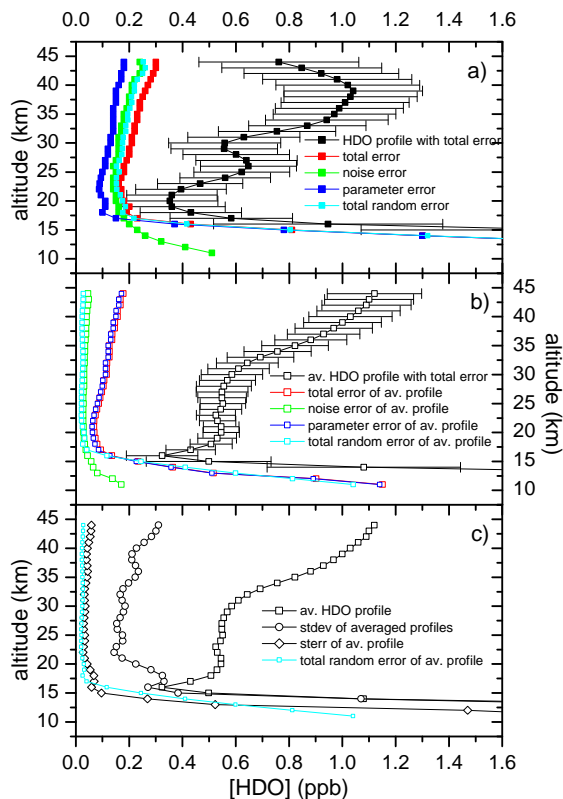 0.0 0.2 0.4 0.6 0.8 1.0 1.2 1.4 1.6
45
40
35
30
25
20
15
10
altitude (km)
a)
HDO profile with total error
total error
noise error
parameter error
total random error
45
40
35
30
25
20
15
10
altitude (km)
b)
av. HDO profile with total error
total error of av. profile
noise error of av. profile
parameter error of av. profile
total random error of av. profile
45
40
35
30
25
20
15
10
altitude (km)
c)
av. HDO profile
stdev of averaged profiles
sterr of av. profile
total random error of av. profile
0.0 0.2 0.4 0.6 0.8 1.0 1.2 1.4 1.6
[HDO] (ppb)